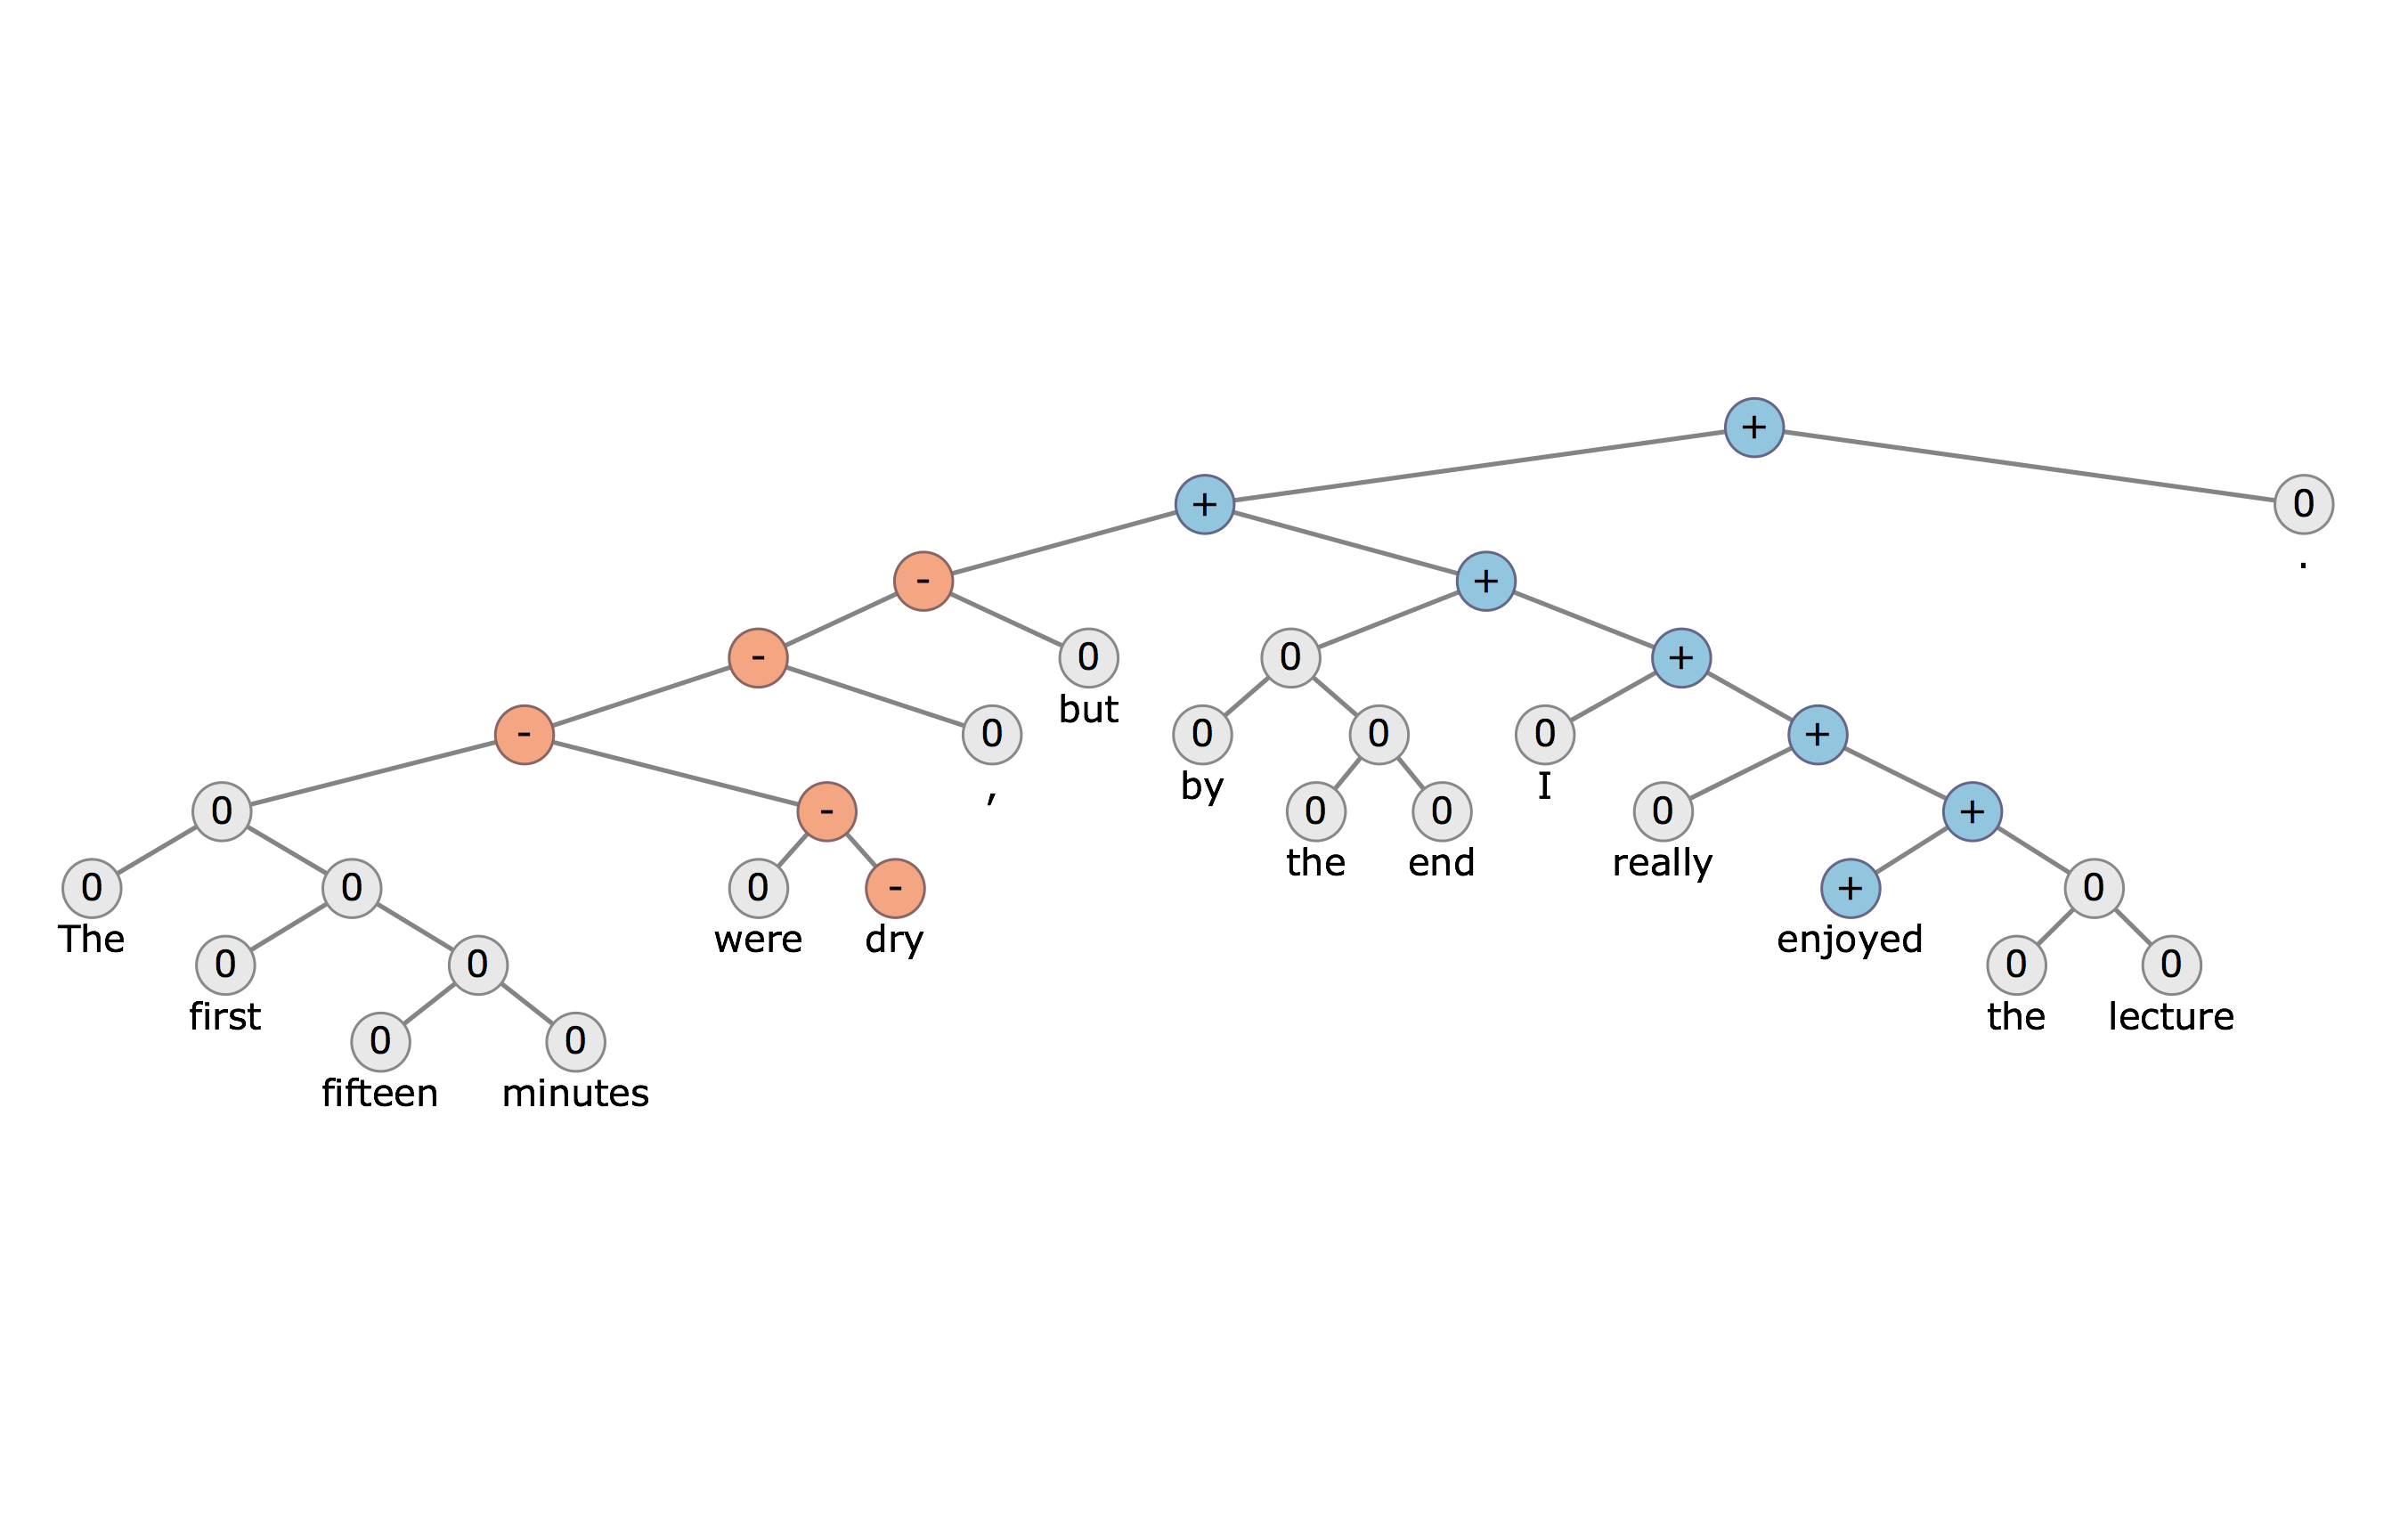 +
+ 0
.
- +
- 0 0 +
but
- 0 0 0 0 +
, by I
0 - 0 0 0 +
the end really
0 0 0 - + 0
The were dry enjoyed
0 0 0 0
first the lecture
0 0
fifteen minutes